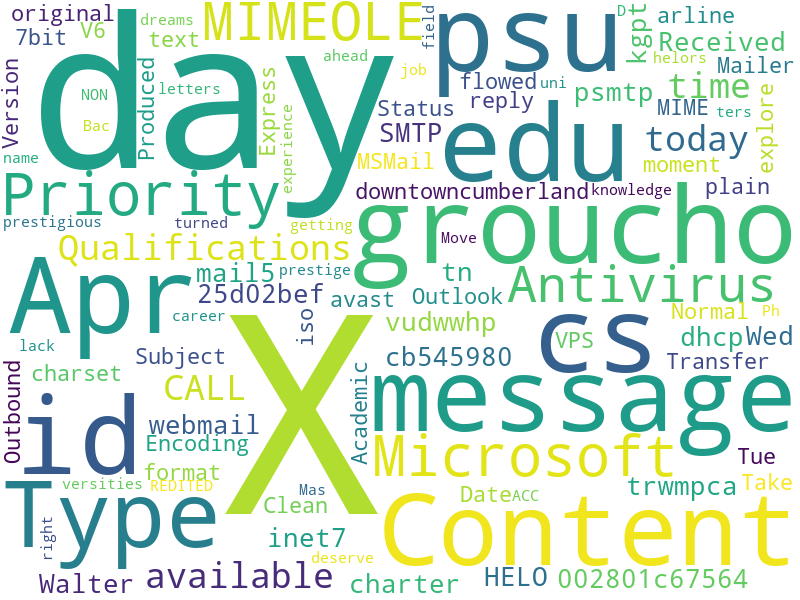 original
dreams
MIMEOLE
psu
field
D
kgpt
arline
7bit
V6
text
Received
Version
day
ahead
helors
Mailer
NON
Produced
letters
Express
job
flowed
uni
psmtp
time
Bac
experience
Status
reply
edu
MIME
ters
explore
SMTP
today
name
Priority
MSMail
moment
downtowncumberland
knowledge
plain
prestigious
turned
getting
groucho
Qualifications
Move
Apr
mail5
prestige
tn
Antivirus
25d02bef
avast
Outlook
Normal
Ph
career
iso
vudwwhp
cs
VPS
dhcp
Wed
lack
Subject
X
cb545980
Transfer
Outbound
charset
CALL
Academic
message
id
webmail
Encoding
Microsoft
Tue
format
versities
REDITED
Mas
Date
ACC
trwmpca
Take
Type
Clean
Content
right
inet7
deserve
Walter
available
charter
HELO
002801c67564